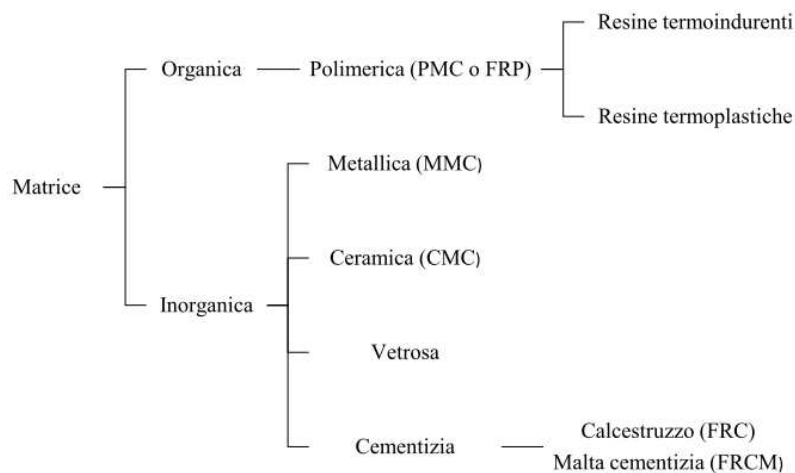 Resine termoindurenti
Organica
Polimerica (PMC o FRP)
Resine termoplastiche
Matrice
Metallica (MMC)
Ceramica (CMC)
Inorganica
Vetrosa
Cementizia
Calcestruzzo (FRC)
Malta cementizia (FRCM)